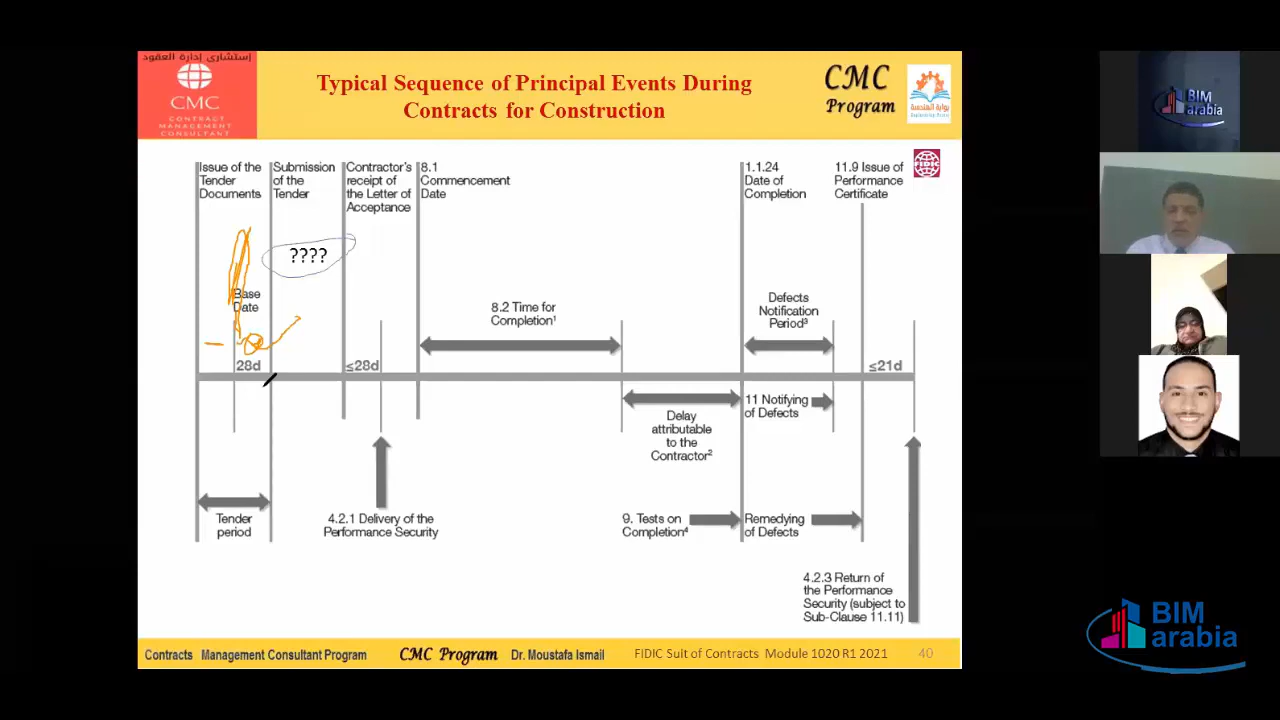 إستشارى إدارة العقود
CMC
CONTRACT
MANAGEMENT
CONSULTANT
Typical Sequence of Principal Events During
Contracts for Construction
CMC
Program
بوابة الهندسة
BIM
arabia
Issue of the
Tender
Documents
Submission
of the
Tender
Contractor's
receipt of
the Letter of
Acceptance
8.1
Commencement
Date
1.1.24
Date of
Completion
11.9 Issue of
Performance
Certificate
FIDIC
????
Base
Date
8.2 Time for
Completion¹
Defects
Notification
Period³
28d
≤28d
≤21d
Delay
attributable
to the
Contractor²
11 Notifying
of Defects
Tender
period
4.2.1 Delivery of the
Performance Security
9. Tests on
Completion⁴
Remedying
of Defects
4.2.3 Return of
the Performance
Security (subject to
Sub-Clause 11.11)
Contracts Management Consultant Program
CMC Program
Dr. Moustafa Ismail
FIDIC Suit of Contracts Module 1020 R1 2021
40
BIM
arabia